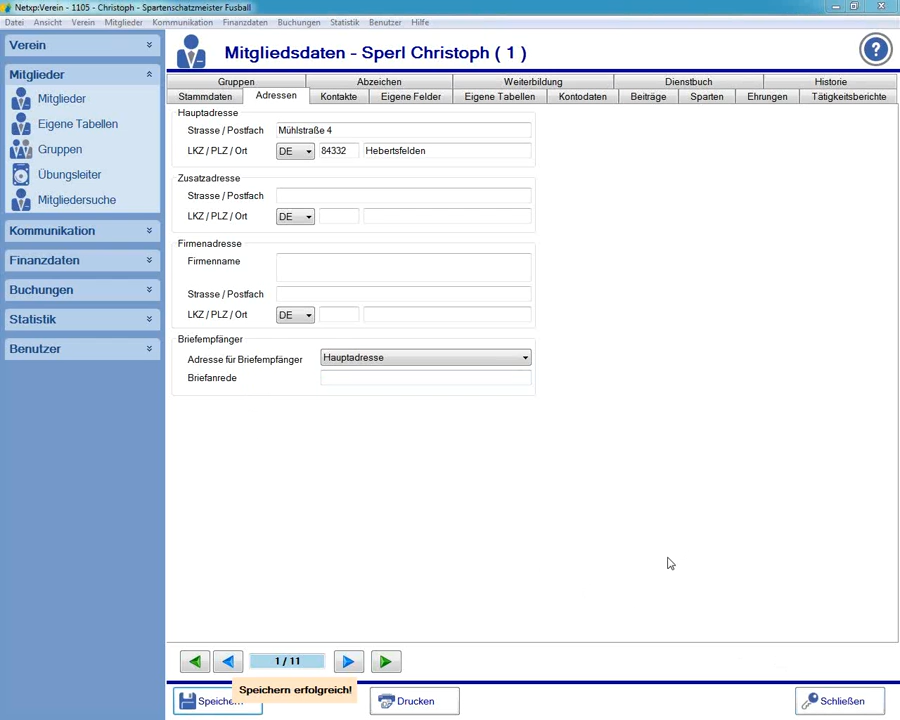 Netxp:Verein - 1105 - Christoph - Spartenschatzmeister Fusball
Datei Ansicht Verein Mitglieder Kommunikation Finanzdaten Buchungen Statistik Benutzer Hilfe
Verein
Mitglieder
Mitglieder
Eigene Tabellen
Gruppen
Übungsleiter
Mitgliedersuche
Kommunikation
Finanzdaten
Buchungen
Statistik
Benutzer
Mitgliedsdaten - Sperl Christoph ( 1 )
?
Gruppen Abzeichen Weiterbildung Dienstbuch Historie
Stammdaten Adressen Kontakte Eigene Felder Eigene Tabellen Kontodaten Beiträge Sparten Ehrungen Tätigkeitsberichte
Hauptadresse
Strasse / Postfach Mühlstraße 4
LKZ / PLZ / Ort DE 84332 Hebertsfelden
Zusatzadresse
Strasse / Postfach
LKZ / PLZ / Ort DE
Firmenadresse
Firmenname
Strasse / Postfach
LKZ / PLZ / Ort DE
Briefempfänger
Adresse für Briefempfänger Hauptadresse
Briefanrede
1 / 11
Speichern erfolgreich!
Speichern Drucken Schließen